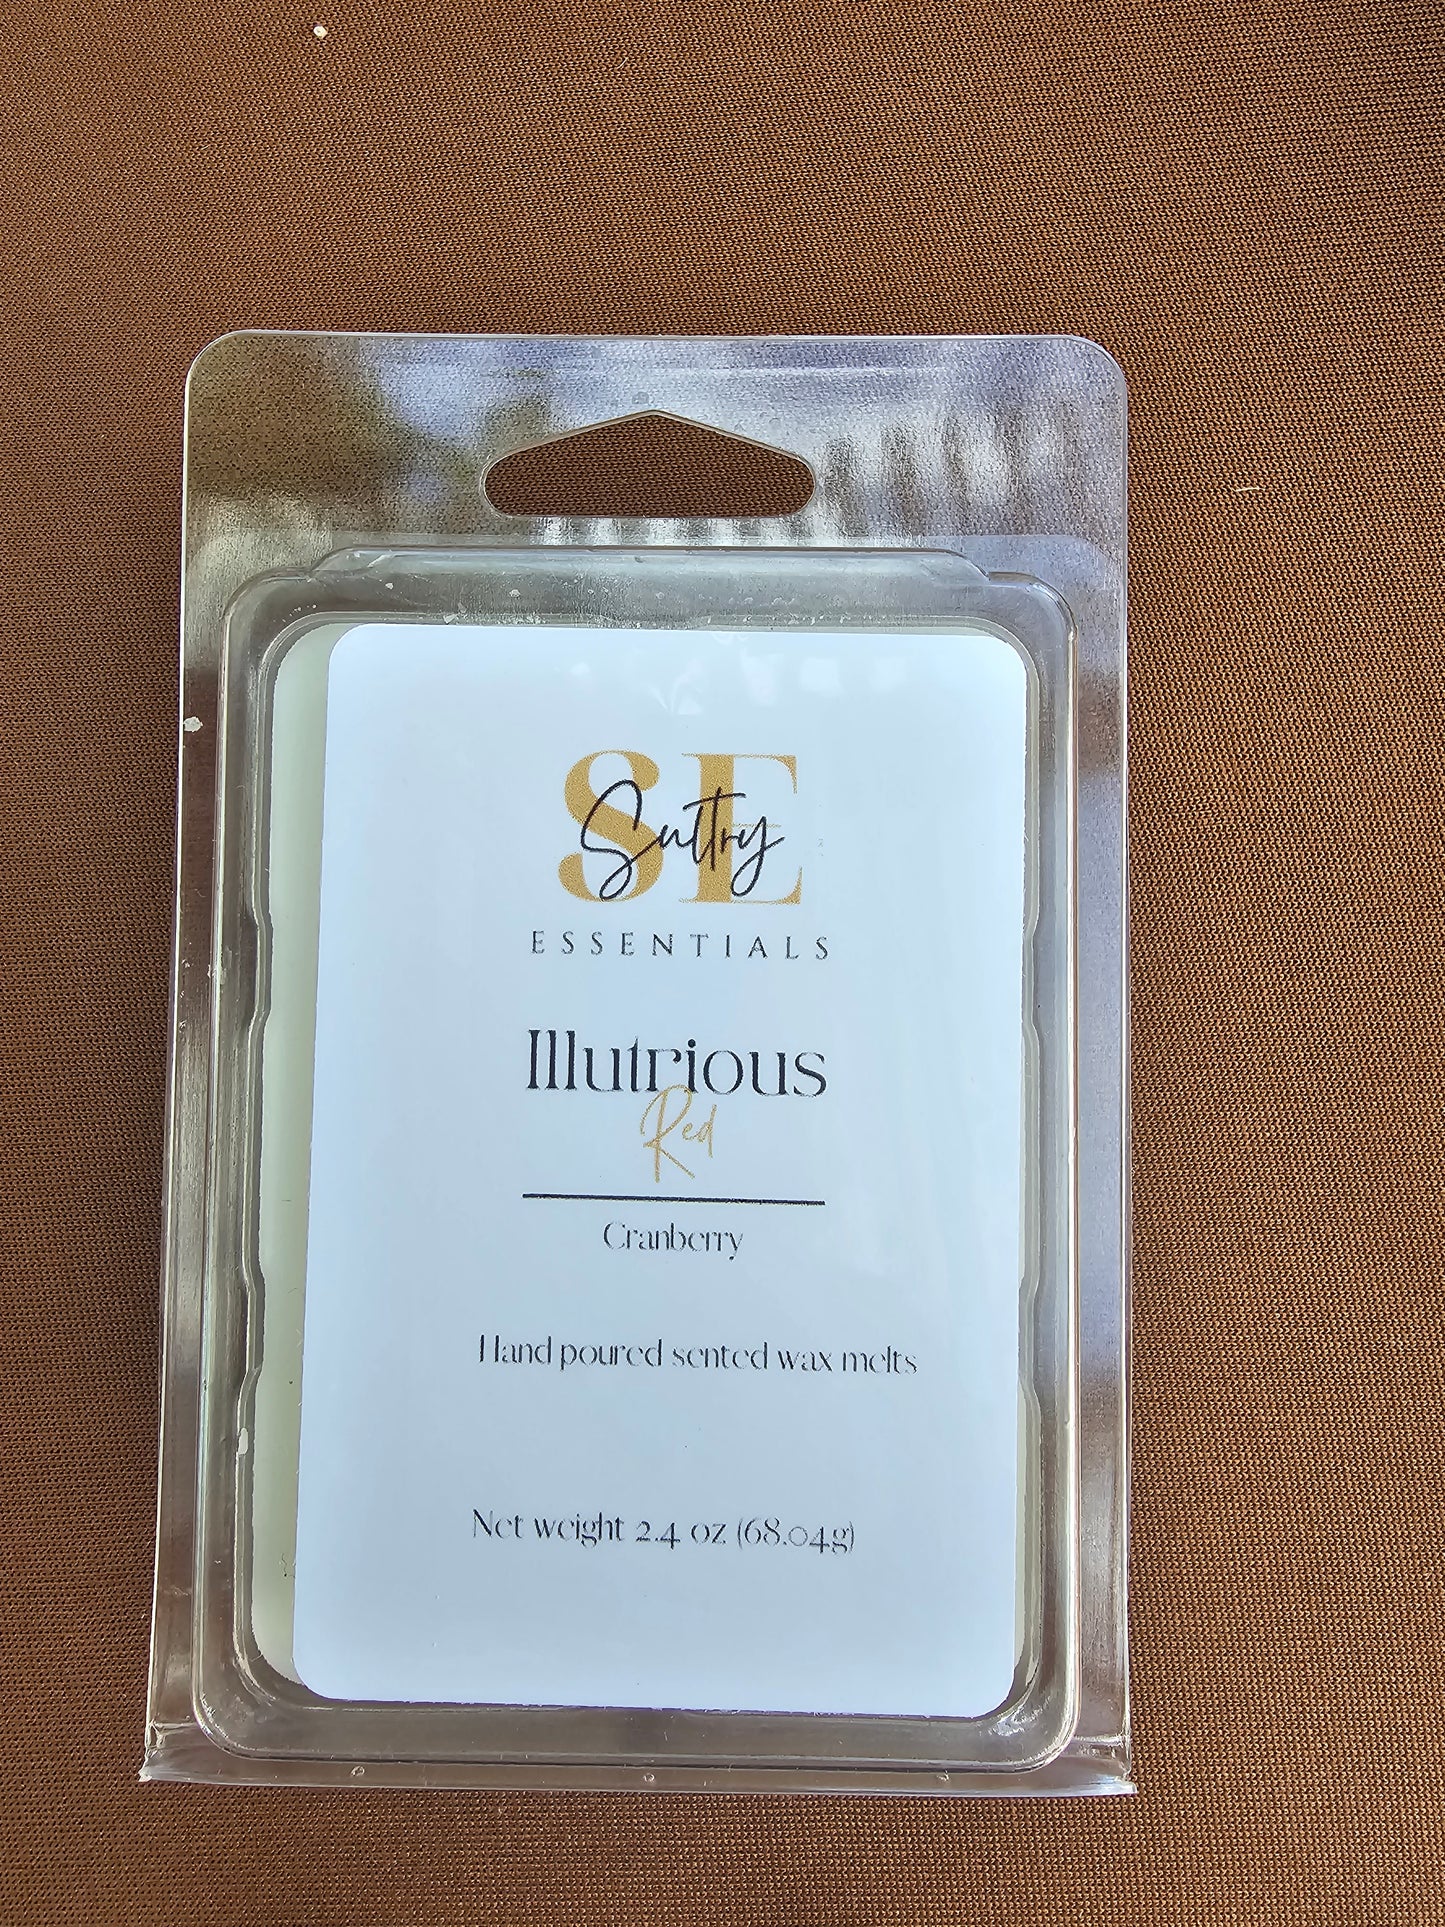 SE
Sultry
ESSENTIALS
Illutrious
Red
Cranberry
Hand poured sented wax melts
Net weight 2.4 oz (68.04g)